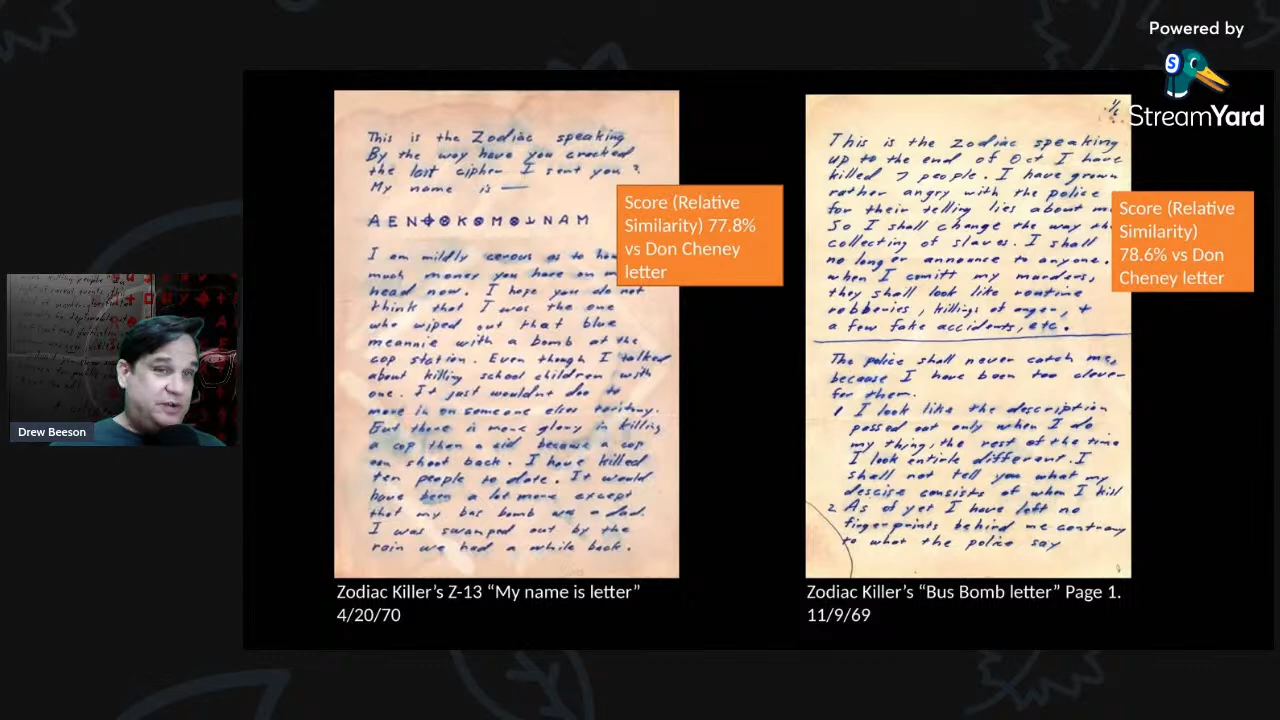 Powered by
StreamYard
This is the Zodiac speaking
By the way have you cracked
the last cipher I sent you ?
My name is —
A E N ⌖ ⊗ K ⊗ M ⊗ ⅃ N A M
I am mildly cerous as to how
much money you have on my
head now. I hope you do not
think that I was the one
who wiped out that blue
meannie with a bomb at the
cop station. Even though I talked
about killing school children with
one. It just wouldnt doo to
move in on someone elses teritory.
But there is more glory in killing
a cop than a cid because a cop
can shoot back. I have killed
ten people to date. It would
have been a lot more except
that my bus bomb was a dud.
I was swamped out by the
rain we had a while back.
Score (Relative
Similarity) 77.8%
vs Don Cheney
letter
Zodiac Killer's Z-13 “My name is letter”
4/20/70
This is the Zodiac speaking
up to the end of Oct I have
killed 7 people. I have grown
rather angry with the police
for their telling lies about me
So I shall change the way the
collecting of slaves. I shall
no longer announce to anyone.
when I comitt my murders,
they shall look like routine
robberies, killings of anger, +
a few fake accidents, etc.
The police shall never catch me,
because I have been too clever
for them.
1 I look like the description
passed out only when I do
my thing, the rest of the time
I look entirle different. I
shall not tell you what my
descise consists of when I kill
2 As of yet I have left no
fingerprints behind me contrary
to what the police say
Score (Relative
Similarity)
78.6% vs Don
Cheney letter
Zodiac Killer's “Bus Bomb letter” Page 1.
11/9/69
Drew Beeson